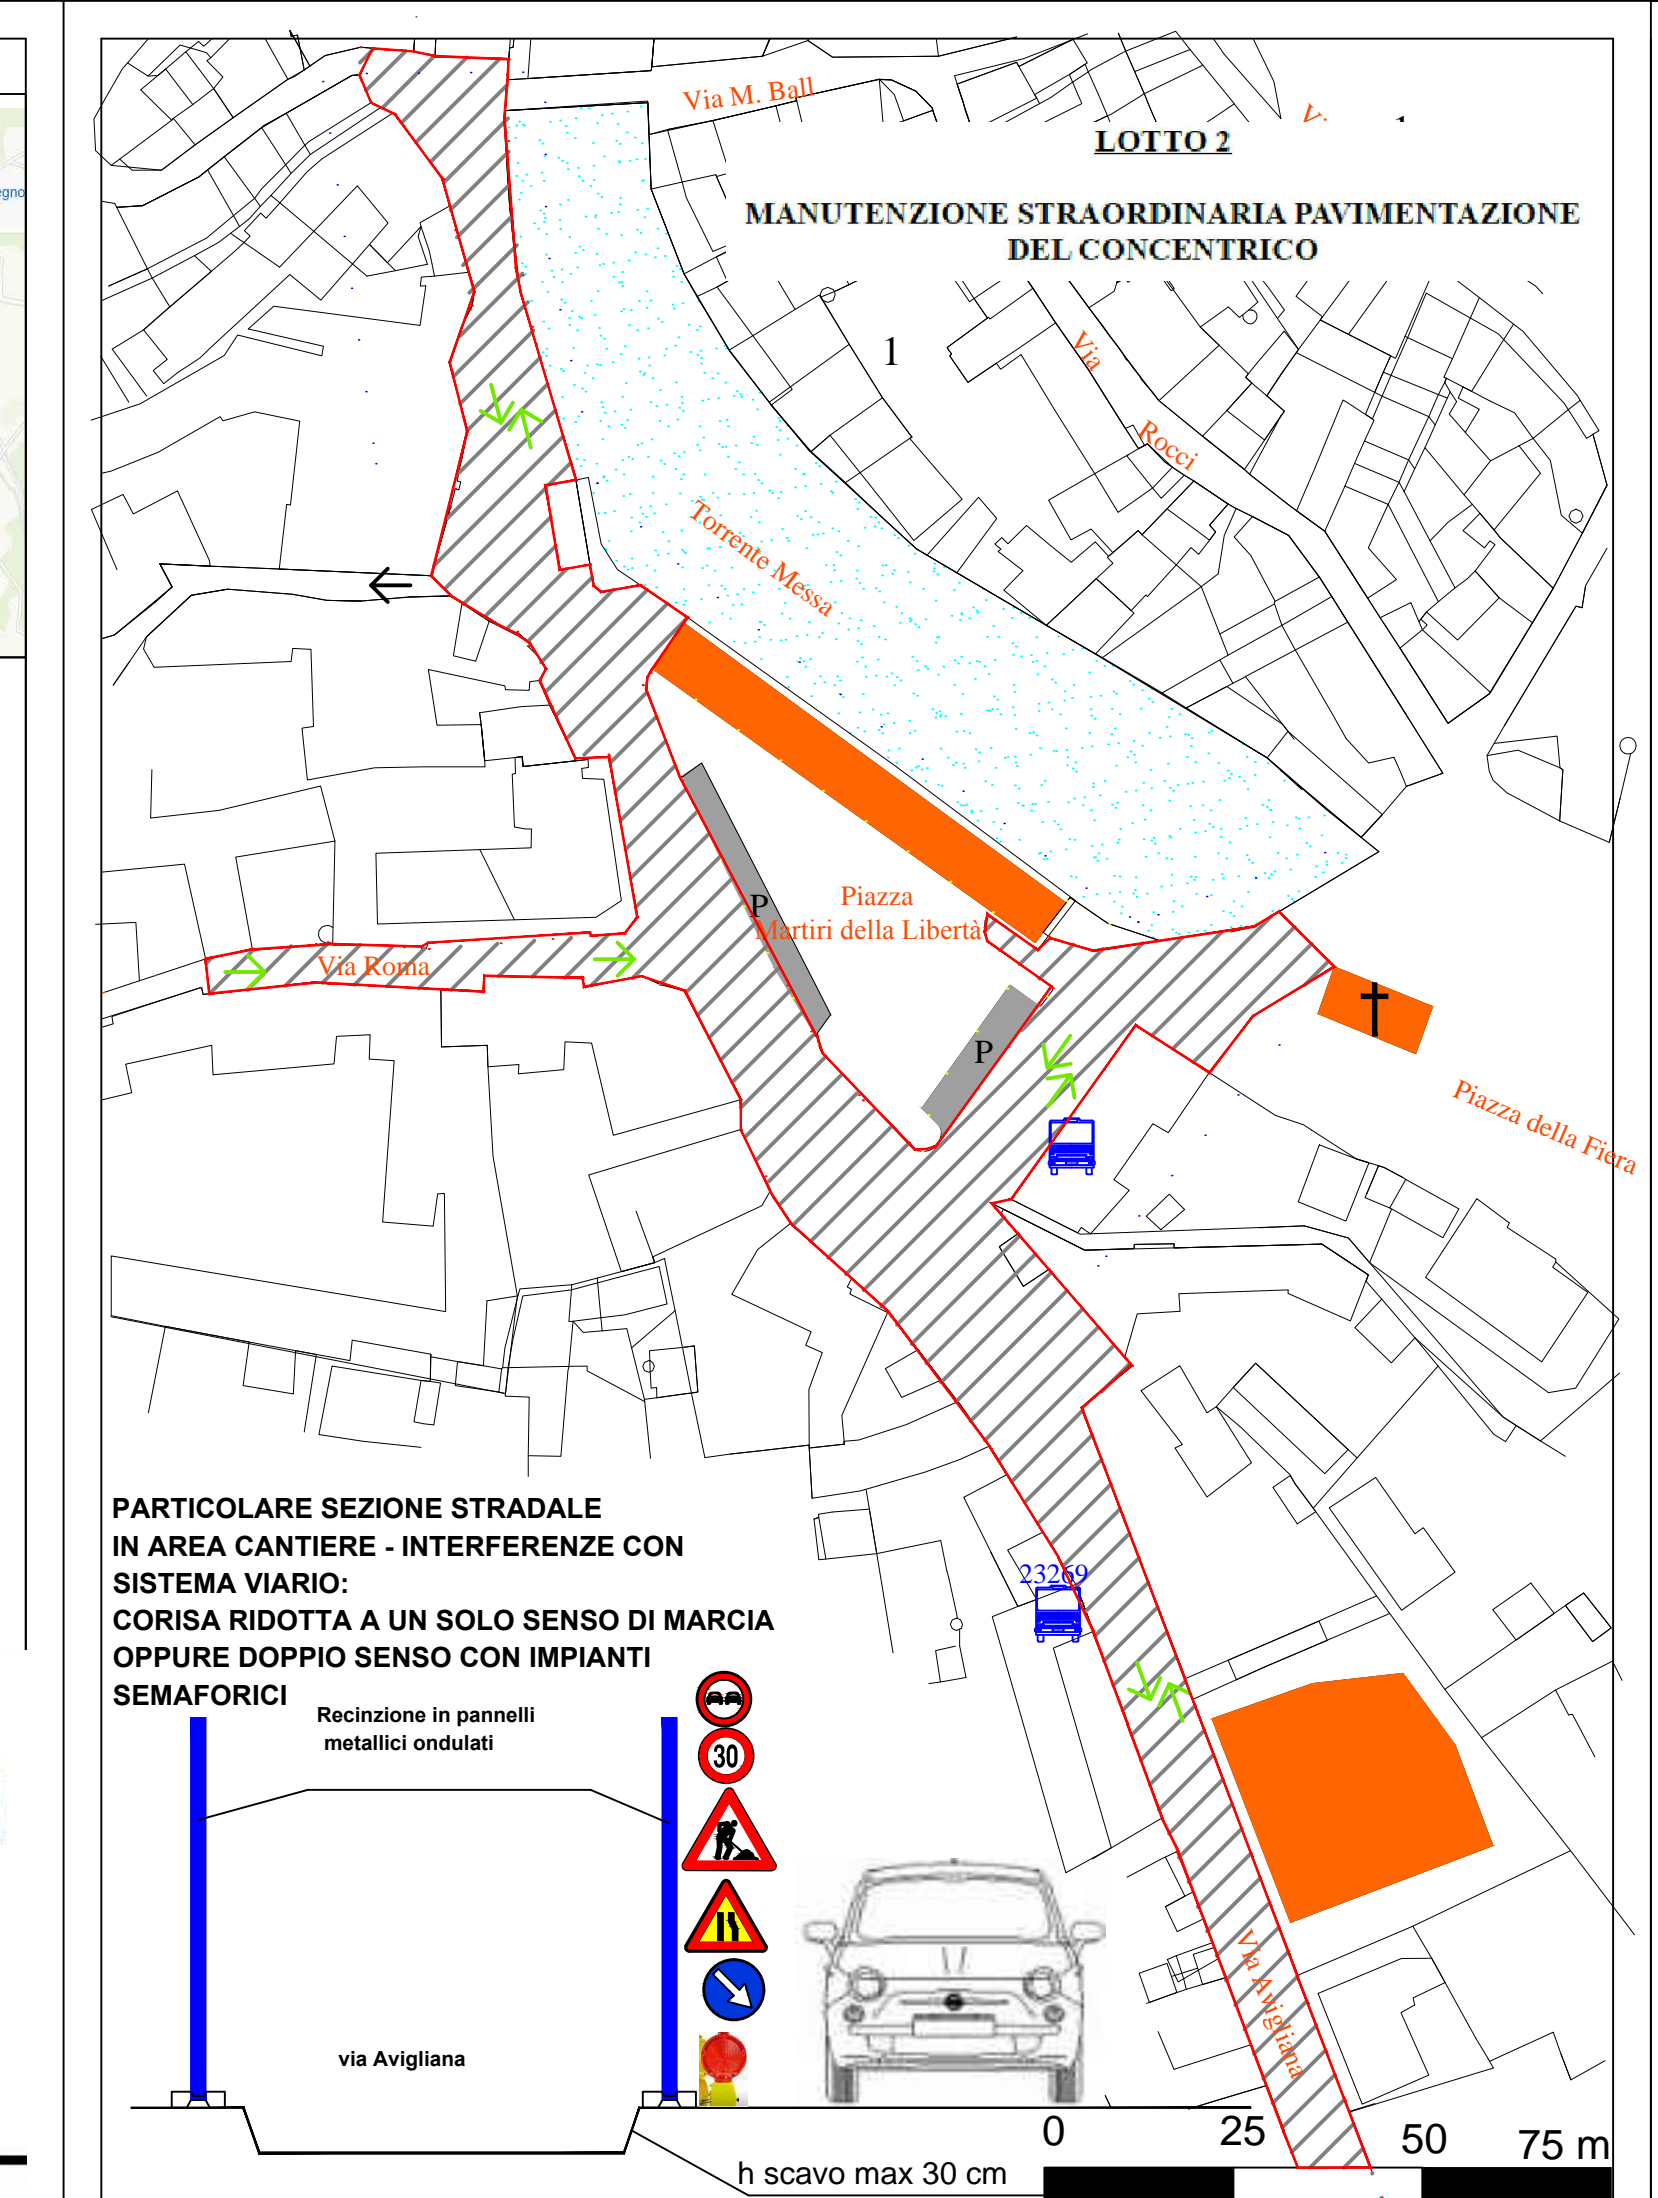 egno
Via M. Ball
LOTTO 2
MANUTENZIONE STRAORDINARIA PAVIMENTAZIONE
DEL CONCENTRICO
1
Via
Rocci
Torrente Messa
P
Piazza
Martiri della Libertà
Via Roma
P
Piazza della Fiera
PARTICOLARE SEZIONE STRADALE
IN AREA CANTIERE - INTERFERENZE CON
SISTEMA VIARIO:
CORISA RIDOTTA A UN SOLO SENSO DI MARCIA
OPPURE DOPPIO SENSO CON IMPIANTI
SEMAFORICI
23269
Recinzione in pannelli
metallici ondulati
30
Via Avigliana
via Avigliana
0 25 50 75 m
h scavo max 30 cm